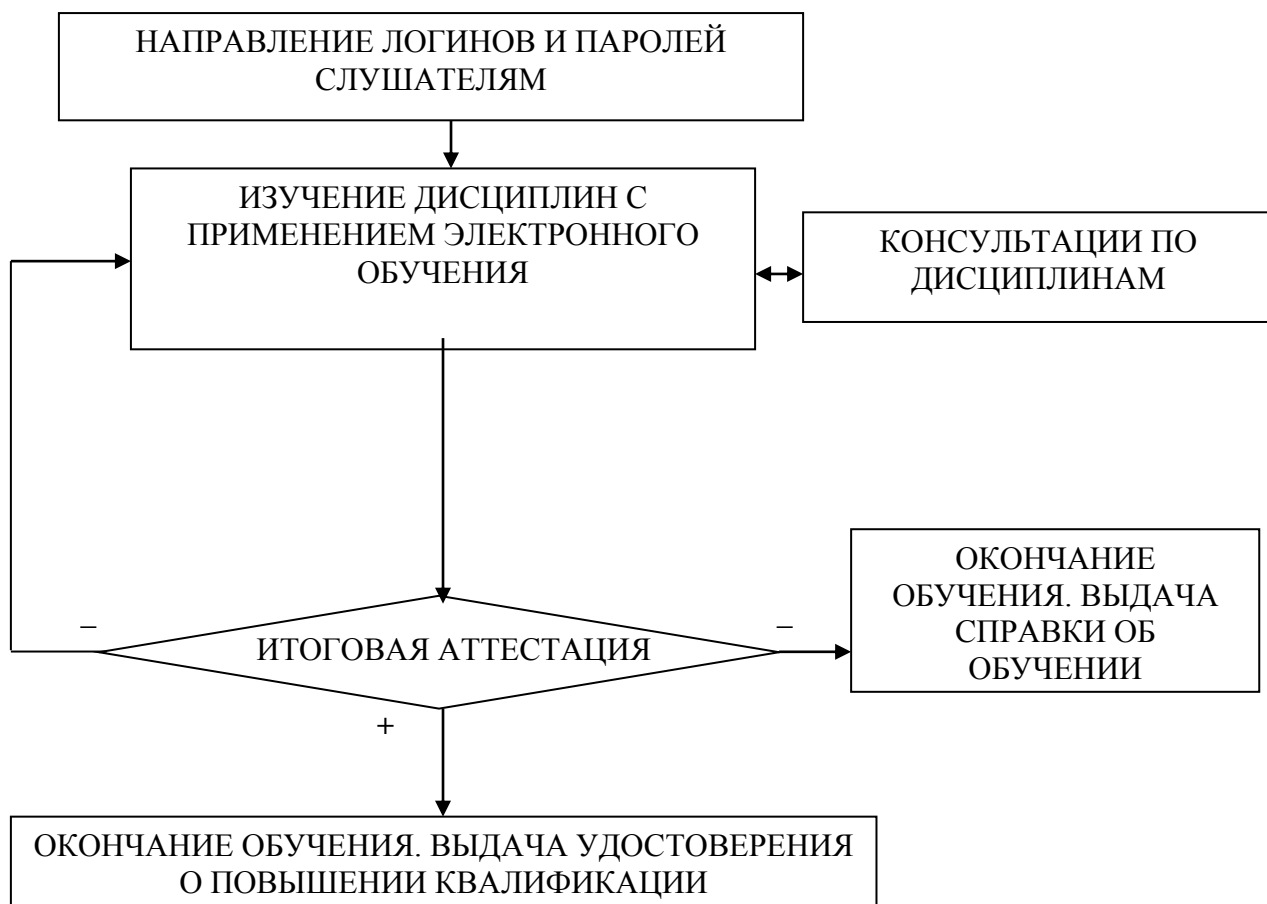 НАПРАВЛЕНИЕ ЛОГИНОВ И ПАРОЛЕЙ
СЛУШАТЕЛЯМ
ИЗУЧЕНИЕ ДИСЦИПЛИН С
ПРИМЕНЕНИЕМ ЭЛЕКТРОННОГО
ОБУЧЕНИЯ
КОНСУЛЬТАЦИИ ПО
ДИСЦИПЛИНАМ
–
ИТОГОВАЯ АТТЕСТАЦИЯ
–
ОКОНЧАНИЕ
ОБУЧЕНИЯ. ВЫДАЧА
СПРАВКИ ОБ
ОБУЧЕНИИ
+
ОКОНЧАНИЕ ОБУЧЕНИЯ. ВЫДАЧА УДОСТОВЕРЕНИЯ
О ПОВЫШЕНИИ КВАЛИФИКАЦИИ